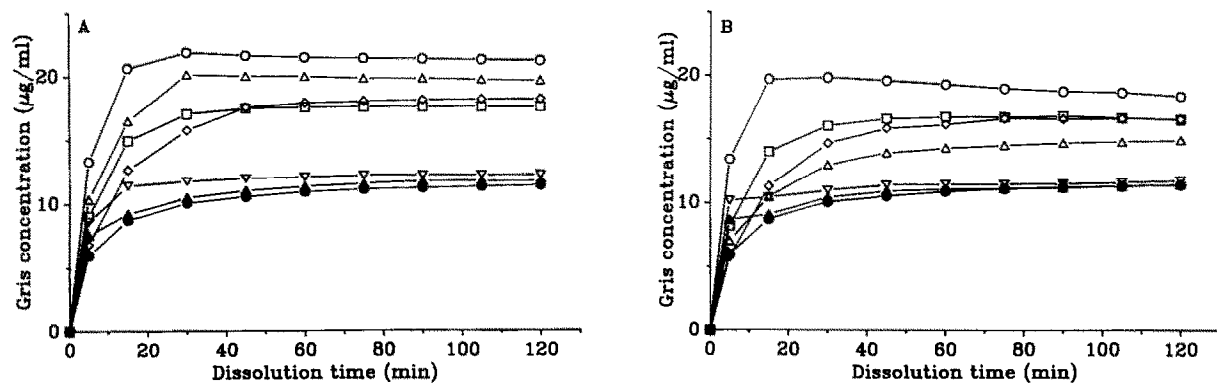 A
Gris concentration (µg/ml)
20
10
0
0 20 40 60 80 100 120
Dissolution time (min)
B
Gris concentration (µg/ml)
20
10
0
0 20 40 60 80 100 120
Dissolution time (min)